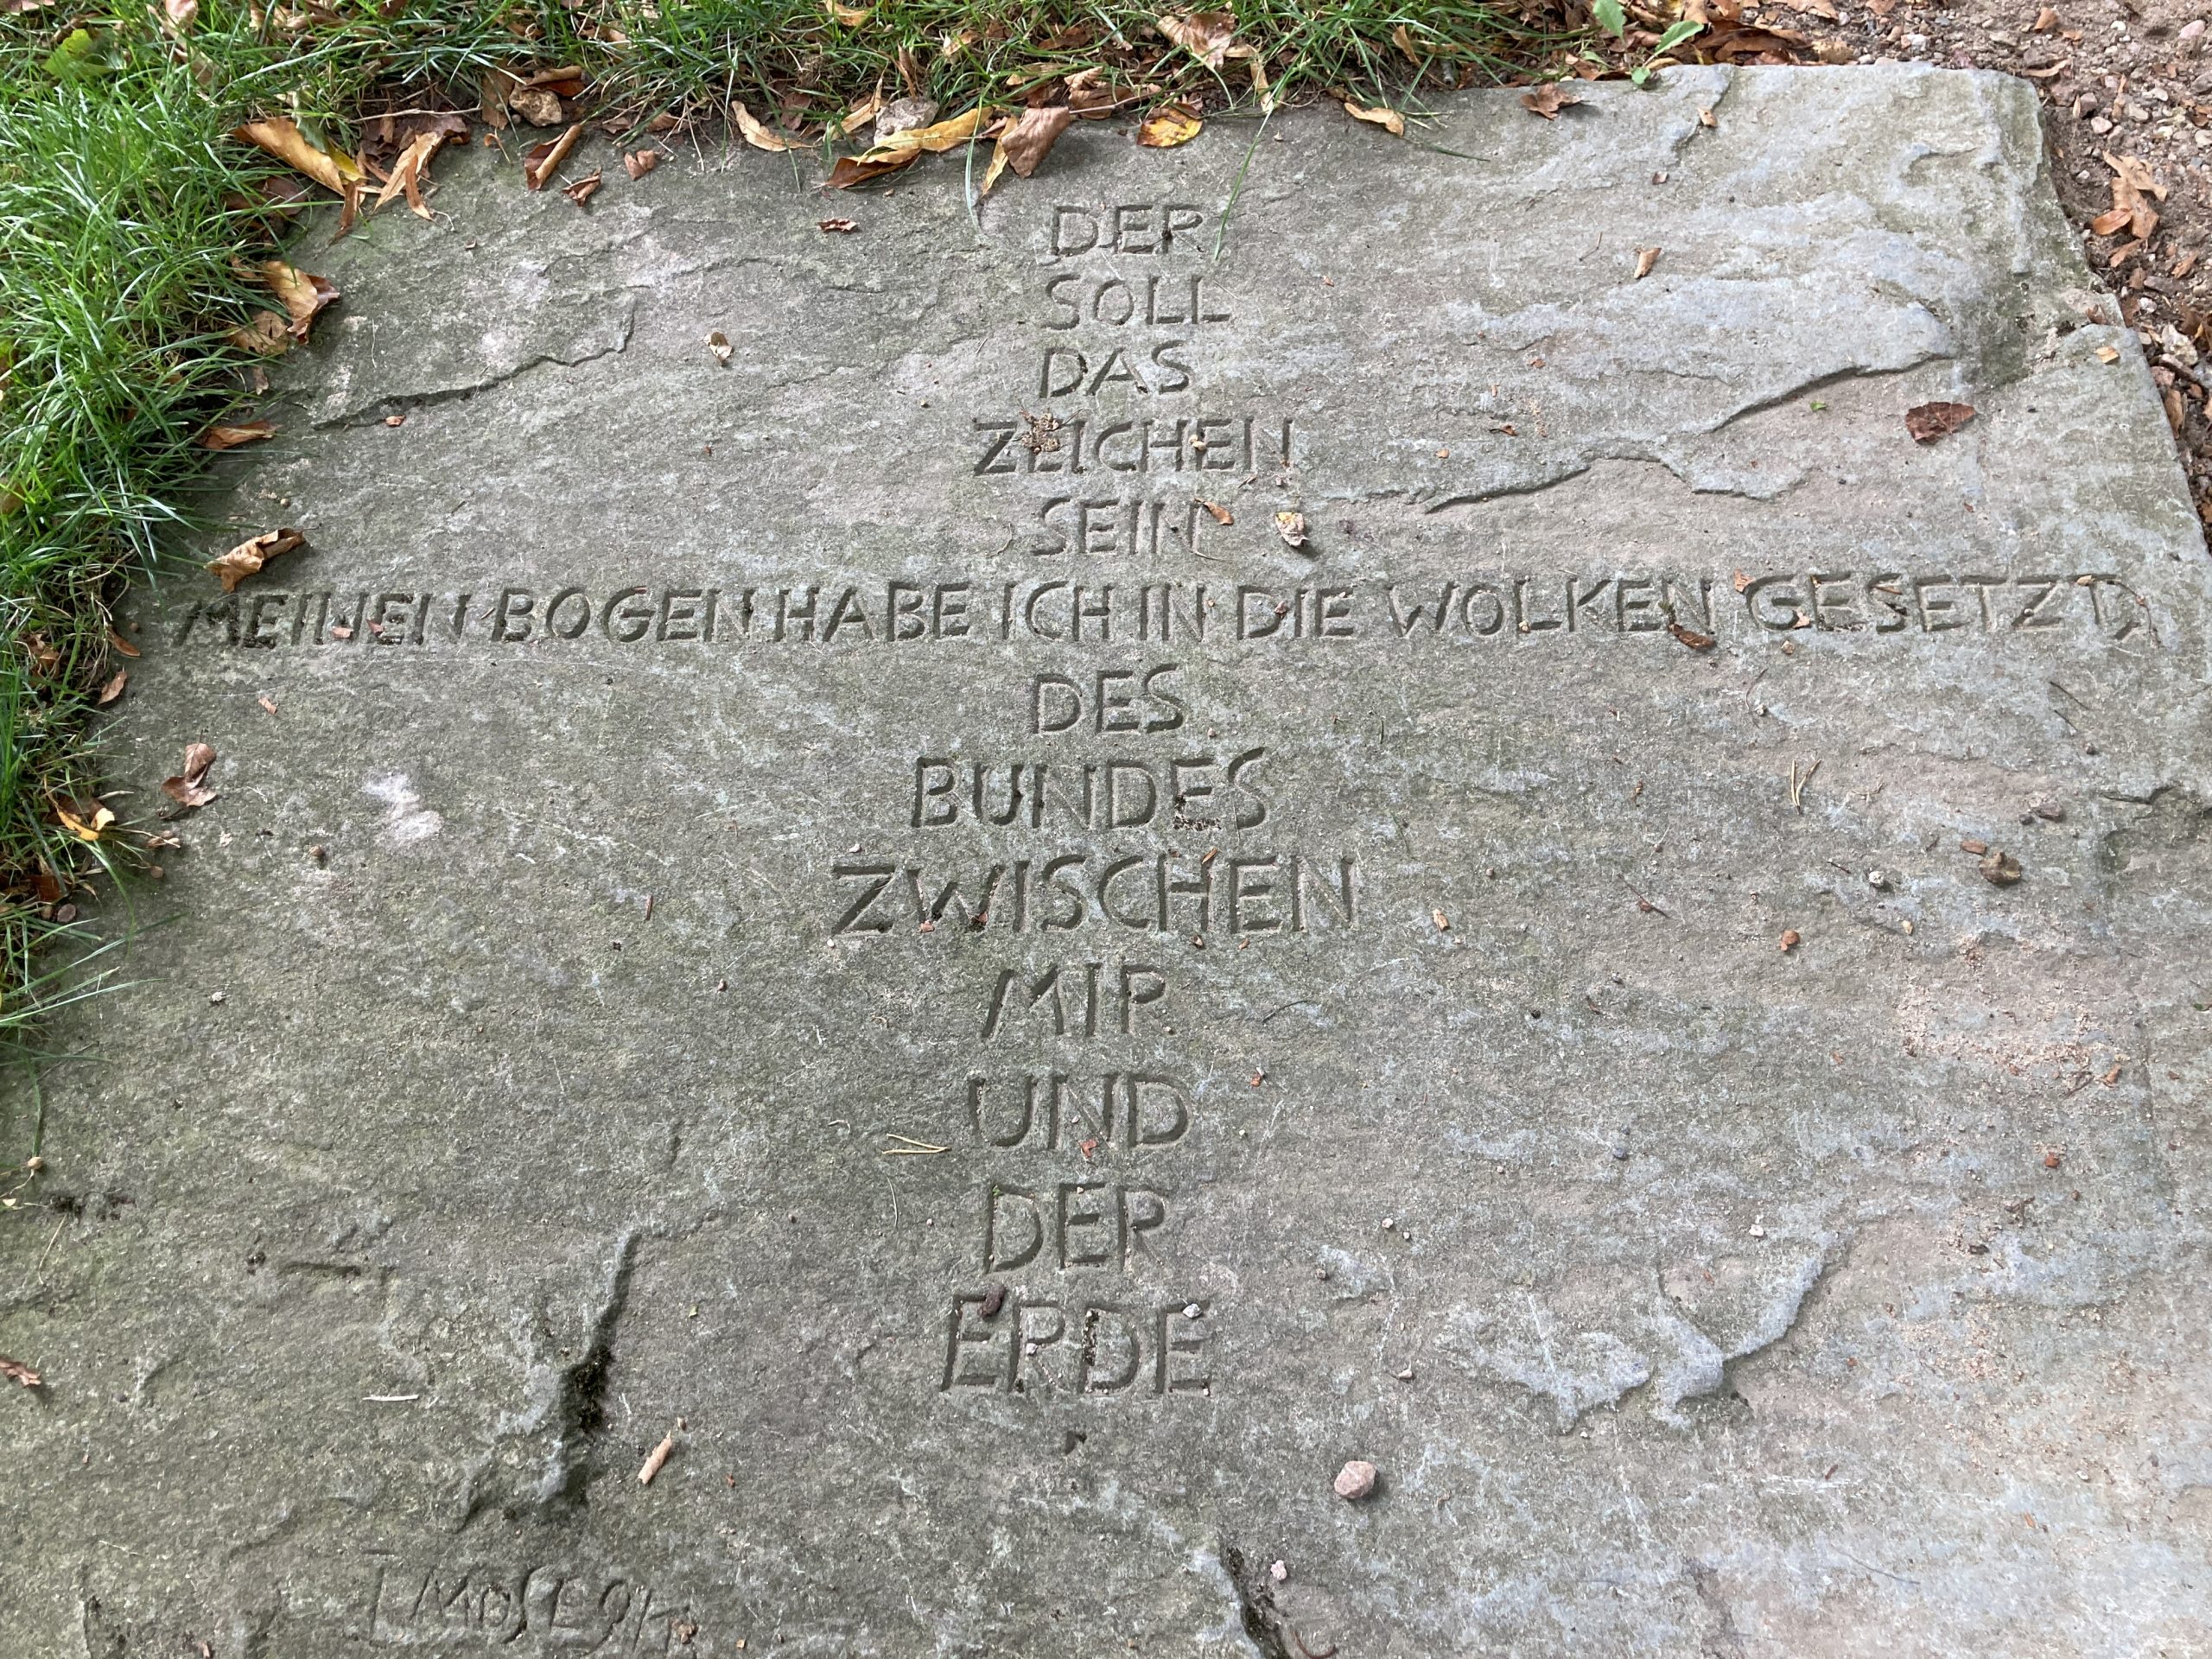 DER
SOLL
DAS
ZEICHEN
SEIN
MEINEN BOGEN HABE ICH IN DIE WOLKEN GESETZT,
DES
BUNDES
ZWISCHEN
MIR
UND
DER
ERDE